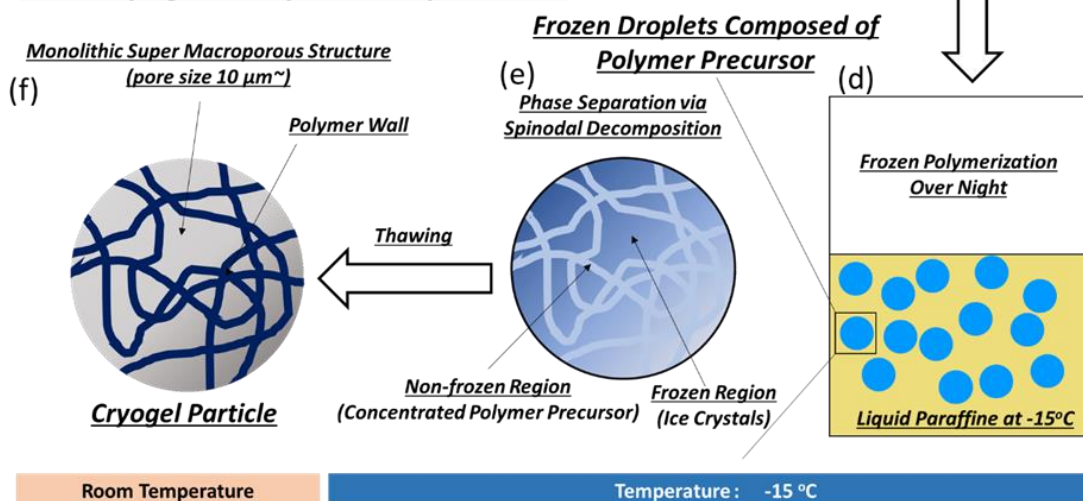 Frozen Droplets Composed of
Polymer Precursor
Monolithic Super Macroporous Structure
(pore size 10 μm~)
(f)
(e)
(d)
Phase Separation via
Spinodal Decomposition
Polymer Wall
Frozen Polymerization
Over Night
Thawing
Non-frozen Region
(Concentrated Polymer Precursor)
Frozen Region
(Ice Crystals)
Cryogel Particle
Liquid Paraffine at -15°C
Room Temperature
Temperature : -15 °C